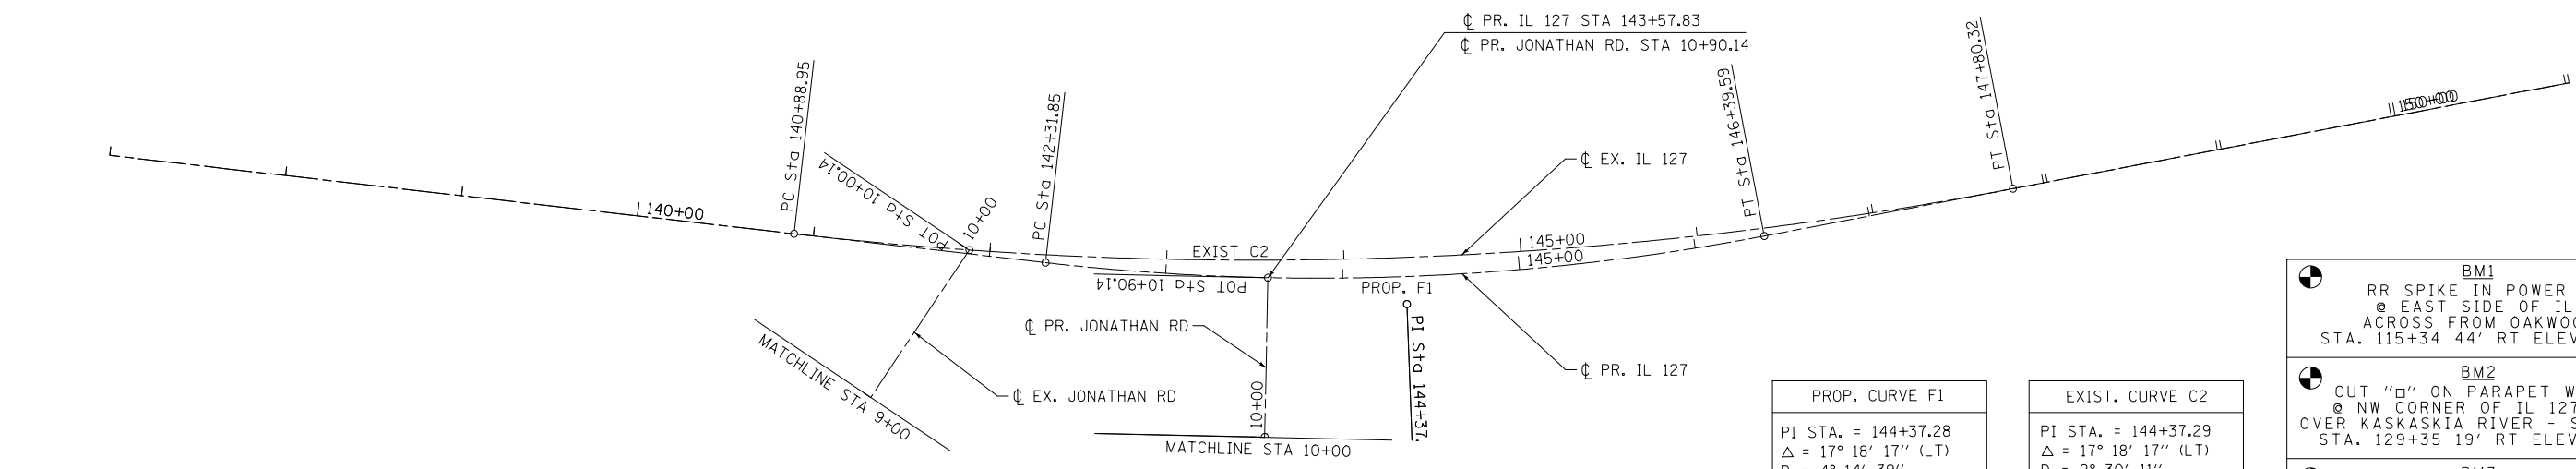 ℄ PR. IL 127 STA 143+57.83
℄ PR. JONATHAN RD. STA 10+90.14
PC Sta 140+88.95
PC Sta 142+31.85
PT Sta 146+39.59
PT Sta 147+80.32
140+00
POT Sta 10+00.14
10+00
EXIST C2
145+00
145+00
150+00
℄ EX. IL 127
POT Sta 10+90.14
PROP. F1
℄ PR. JONATHAN RD
PI Sta 144+37.
℄ PR. IL 127
MATCHLINE STA 9+00
℄ EX. JONATHAN RD
10+00
MATCHLINE STA 10+00
PROP. CURVE F1
PI STA. = 144+37.28
△ = 17° 18' 17" (LT)
EXIST. CURVE C2
PI STA. = 144+37.29
△ = 17° 18' 17" (LT)
BM1
RR SPIKE IN POWER
@ EAST SIDE OF IL
ACROSS FROM OAKWOO
STA. 115+34 44' RT ELEV
BM2
CUT "□" ON PARAPET W
@ NW CORNER OF IL 127
OVER KASKASKIA RIVER - S
STA. 129+35 19' RT ELEV